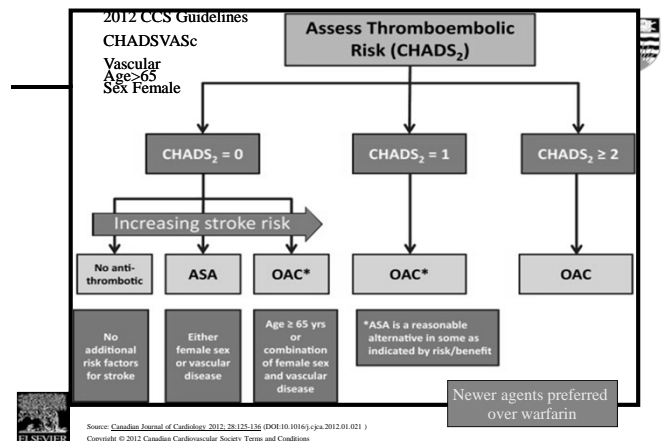 2012 CCS Guidelines
CHADSVASc
Vascular
Age>65
Sex Female
Assess Thromboembolic
Risk (CHADS₂)
CHADS₂ = 0
CHADS₂ = 1
CHADS₂ ≥ 2
Increasing stroke risk
No anti-
thrombotic
ASA
OAC*
OAC*
OAC
No
additional
risk factors
for stroke
Either
female sex
or vascular
disease
Age ≥ 65 yrs
or
combination
of female sex
and vascular
disease
*ASA is a reasonable
alternative in some as
indicated by risk/benefit
Newer agents preferred
over warfarin
ELSEVIER
Source: Canadian Journal of Cardiology 2012; 28:125-136 (DOI:10.1016/j.cjca.2012.01.021 )
Copyright © 2012 Canadian Cardiovascular Society Terms and Conditions